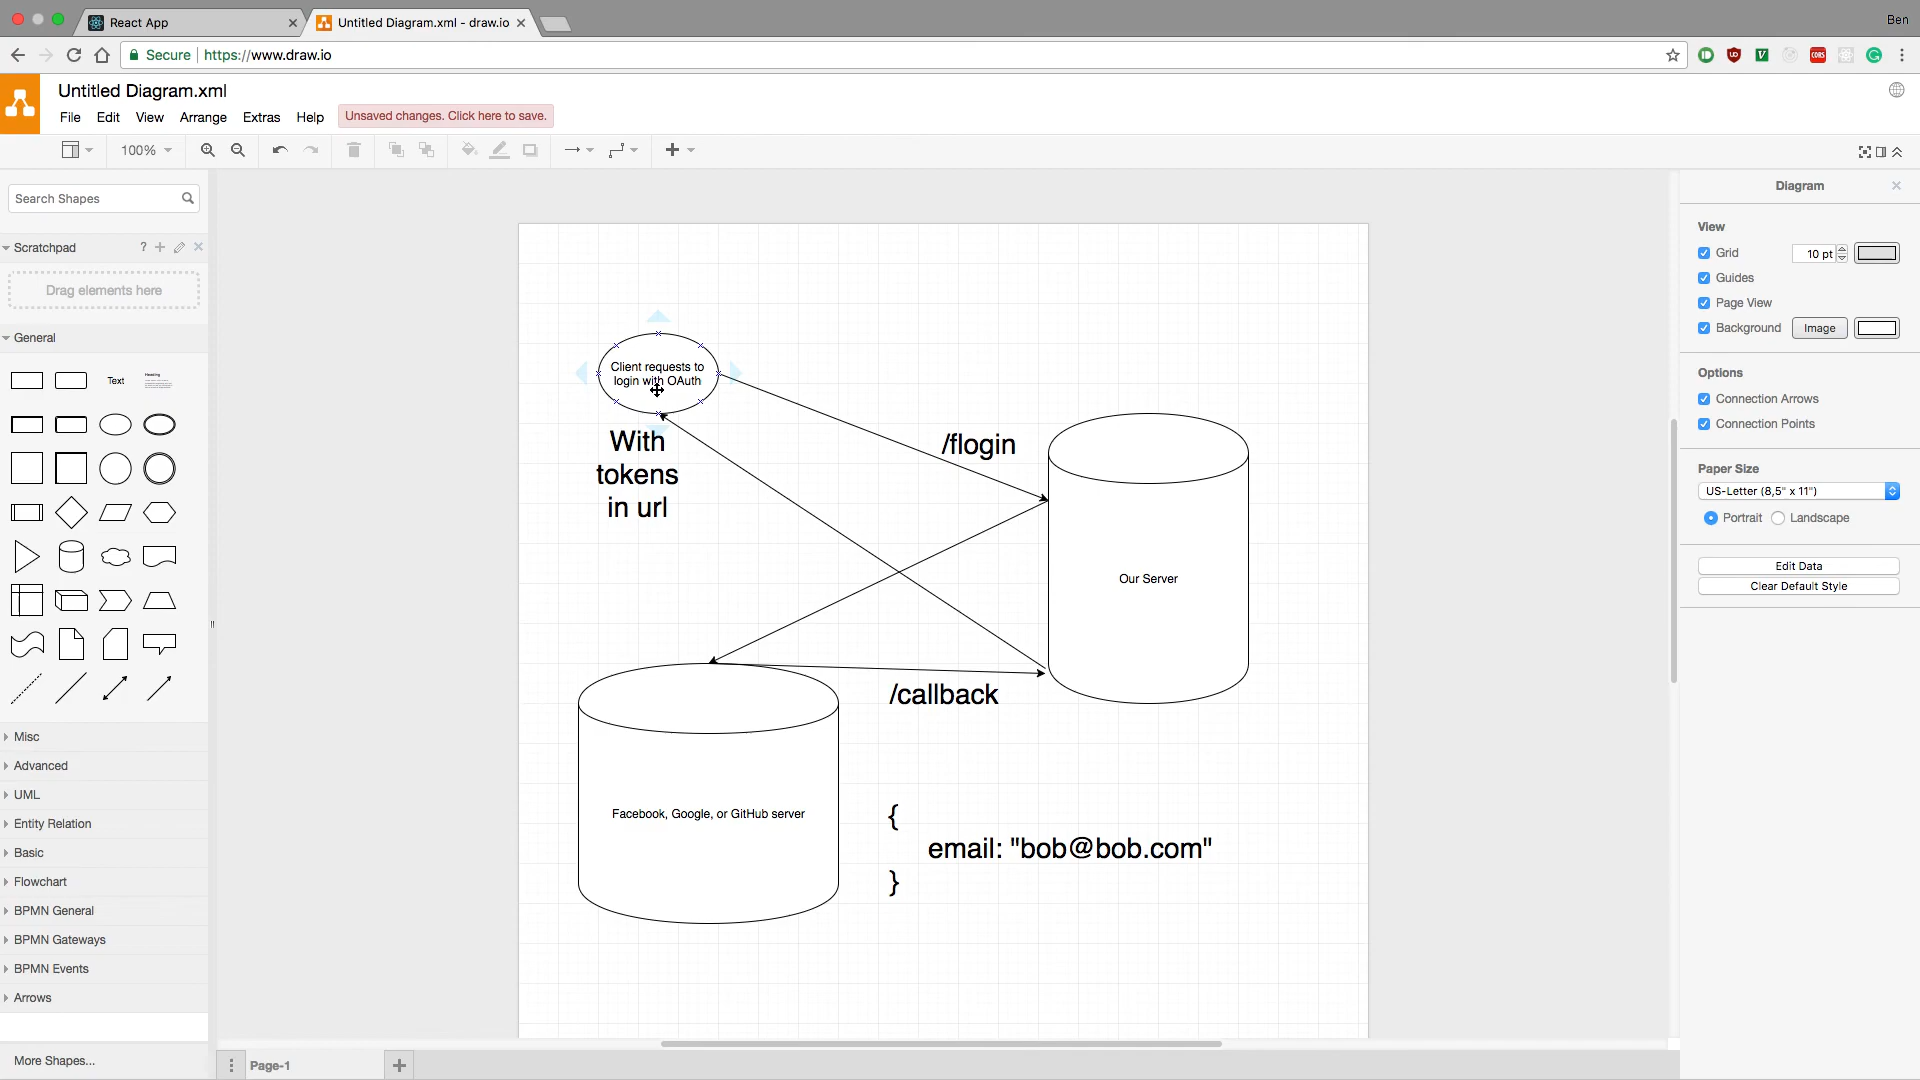 React App
Untitled Diagram.xml - draw.io
Ben
Secure
https://www.draw.io
CORS
Untitled Diagram.xml
File
Edit
View
Arrange
Extras
Help
Unsaved changes. Click here to save.
100%
Search Shapes
Scratchpad
?
Drag elements here
General
Text
Heading
Misc
Advanced
UML
Entity Relation
Basic
Flowchart
BPMN General
BPMN Gateways
BPMN Events
Arrows
More Shapes...
Client requests to
login with OAuth
With
tokens
in url
/flogin
Our Server
/callback
Facebook, Google, or GitHub server
{
email: "bob@bob.com"
}
Page-1
Diagram
View
Grid
10 pt
Guides
Page View
Background
Image
Options
Connection Arrows
Connection Points
Paper Size
US-Letter (8,5" x 11")
Portrait
Landscape
Edit Data
Clear Default Style